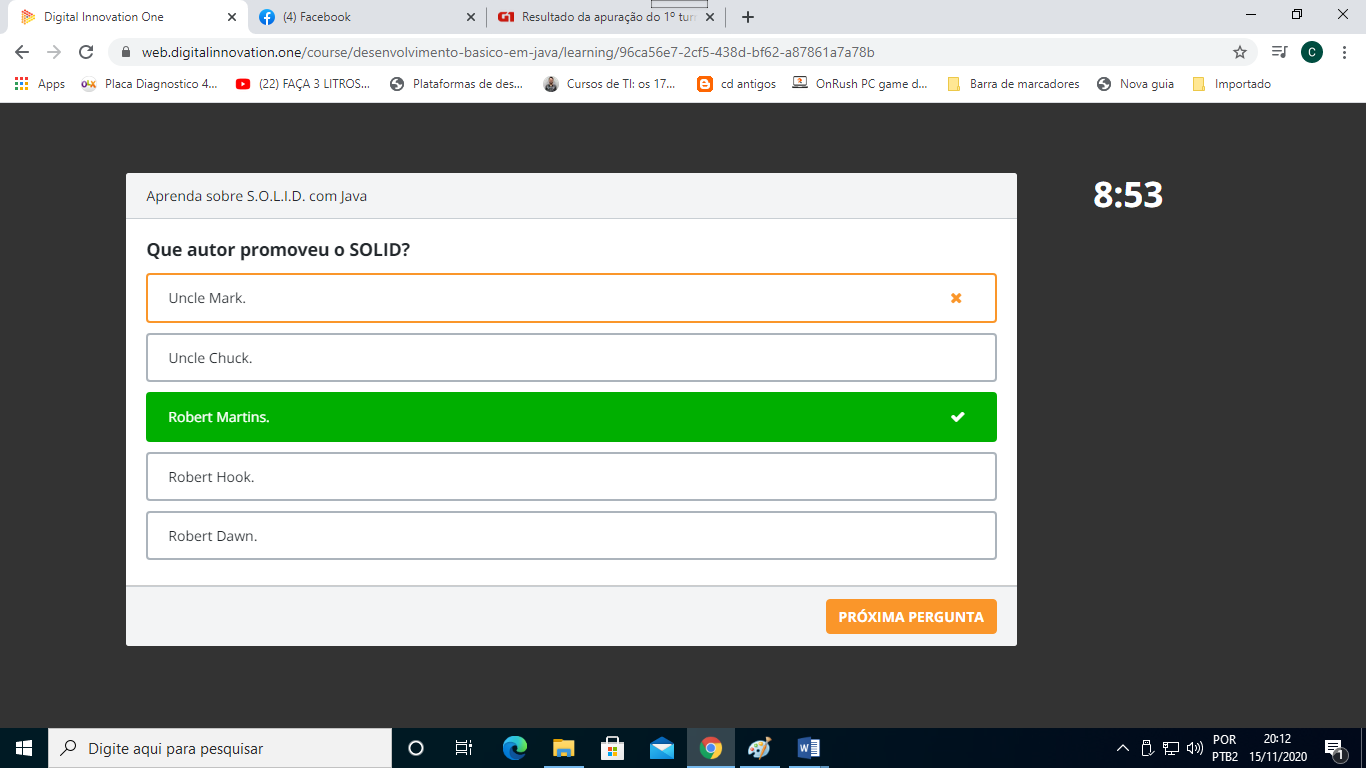 Digital Innovation One
(4) Facebook
Resultado da apuração do 1º tur
web.digitalinnovation.one/course/desenvolvimento-basico-em-java/learning/96ca56e7-2cf5-438d-bf62-a87861a7a78b
C
Apps
Placa Diagnostico 4...
(22) FAÇA 3 LITROS...
Plataformas de des...
Cursos de TI: os 17...
cd antigos
OnRush PC game d...
Barra de marcadores
Nova guia
Importado
Aprenda sobre S.O.L.I.D. com Java
8:53
Que autor promoveu o SOLID?
Uncle Mark.
Uncle Chuck.
Robert Martins.
Robert Hook.
Robert Dawn.
PRÓXIMA PERGUNTA
Digite aqui para pesquisar
POR
PTB2
20:12
15/11/2020
1